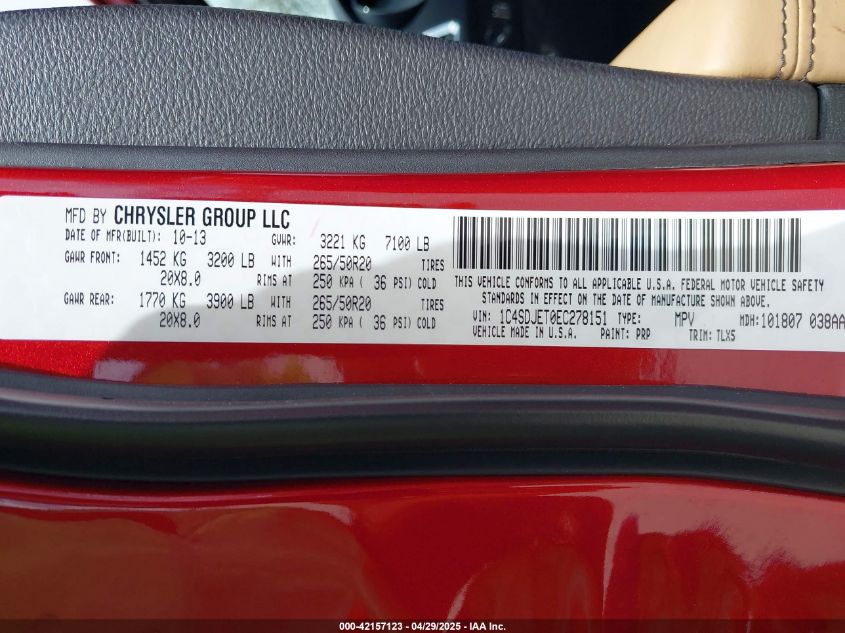 MFD BY CHRYSLER GROUP LLC
DATE OF MFR(BUILT): 10-13 GVWR: 3221 KG 7100 LB
GAWR FRONT: 1452 KG 3200 LB WITH 265/50R20 TIRES
20X8.0 RIMS AT 250 KPA ( 36 PSI) COLD
GAWR REAR: 1770 KG 3900 LB WITH 265/50R20 TIRES
20X8.0 RIMS AT 250 KPA ( 36 PSI) COLD
THIS VEHICLE CONFORMS TO ALL APPLICABLE U.S.A. FEDERAL MOTOR VEHICLE SAFETY
STANDARDS IN EFFECT ON THE DATE OF MANUFACTURE SHOWN ABOVE.
VIN: 1C4SDJET0EC278151 TYPE: MPV MDH:101807 038AA
VEHICLE MADE IN U.S.A. PAINT: PRP TRIM: TLX5
000-42157123 - 04/29/2025 - IAA Inc.